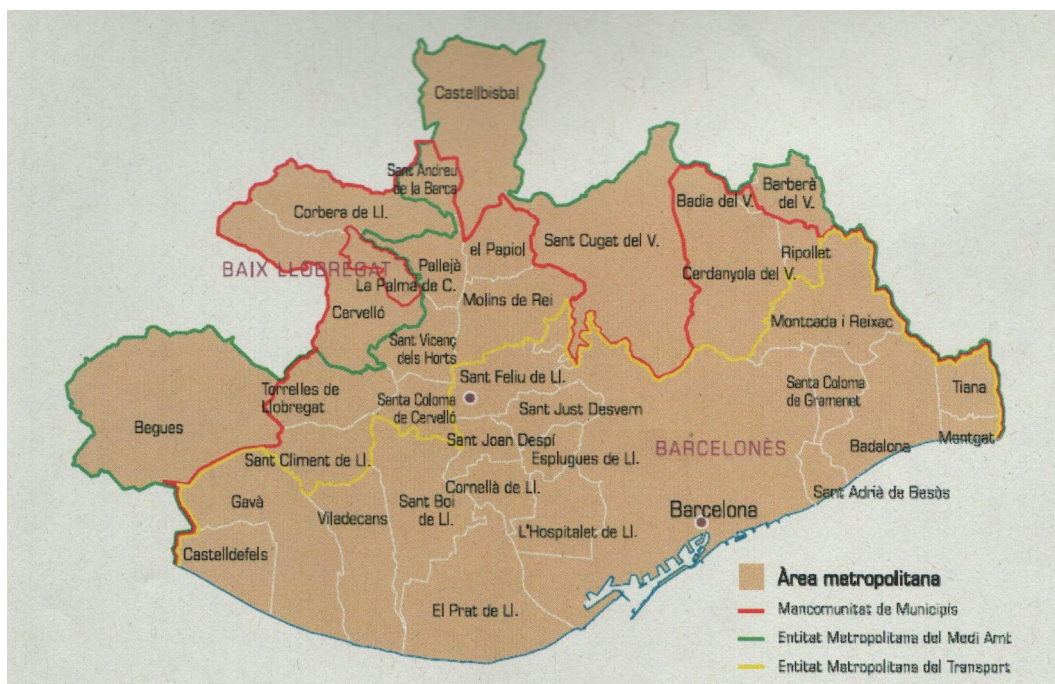 Castellbisbal
Sant Andreu
de la Barca
Corbera de Ll.
Badia del V.
Barberà
del V.
Sant Cugat del V.
el Papiol
Ripollet
Pallejà
BAIX LLOBREGAT
Cerdanyola del V.
La Palma de C.
Molins de Rei
Cervelló
Montcada i Reixac
Sant Vicenç
dels Horts
Sant Feliu de Ll.
Santa Coloma
de Gramenet
Tiana
Torrelles de
Llobregat
Santa Coloma
de Cervelló
Sant Just Desvern
Begues
Sant Joan Despí
BARCELONÈS
Badalona
Montgat
Sant Climent de Ll.
Esplugues de Ll.
Cornellà de Ll.
Sant Adrià de Besòs
Gavà
Viladecans
Sant Boi
de Ll.
Barcelona
L'Hospitalet de Ll.
Castelldefels
El Prat de Ll.
Àrea metropolitana
Mancomunitat de Municipis
Entitat Metropolitana del Medi Amt
Entitat Metropolitana del Transport